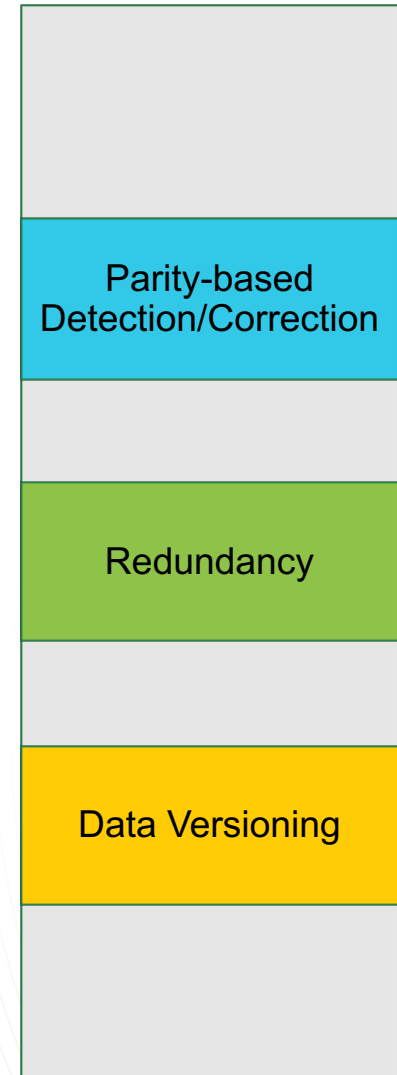 Parity-based
Detection/Correction
Redundancy
Data Versioning